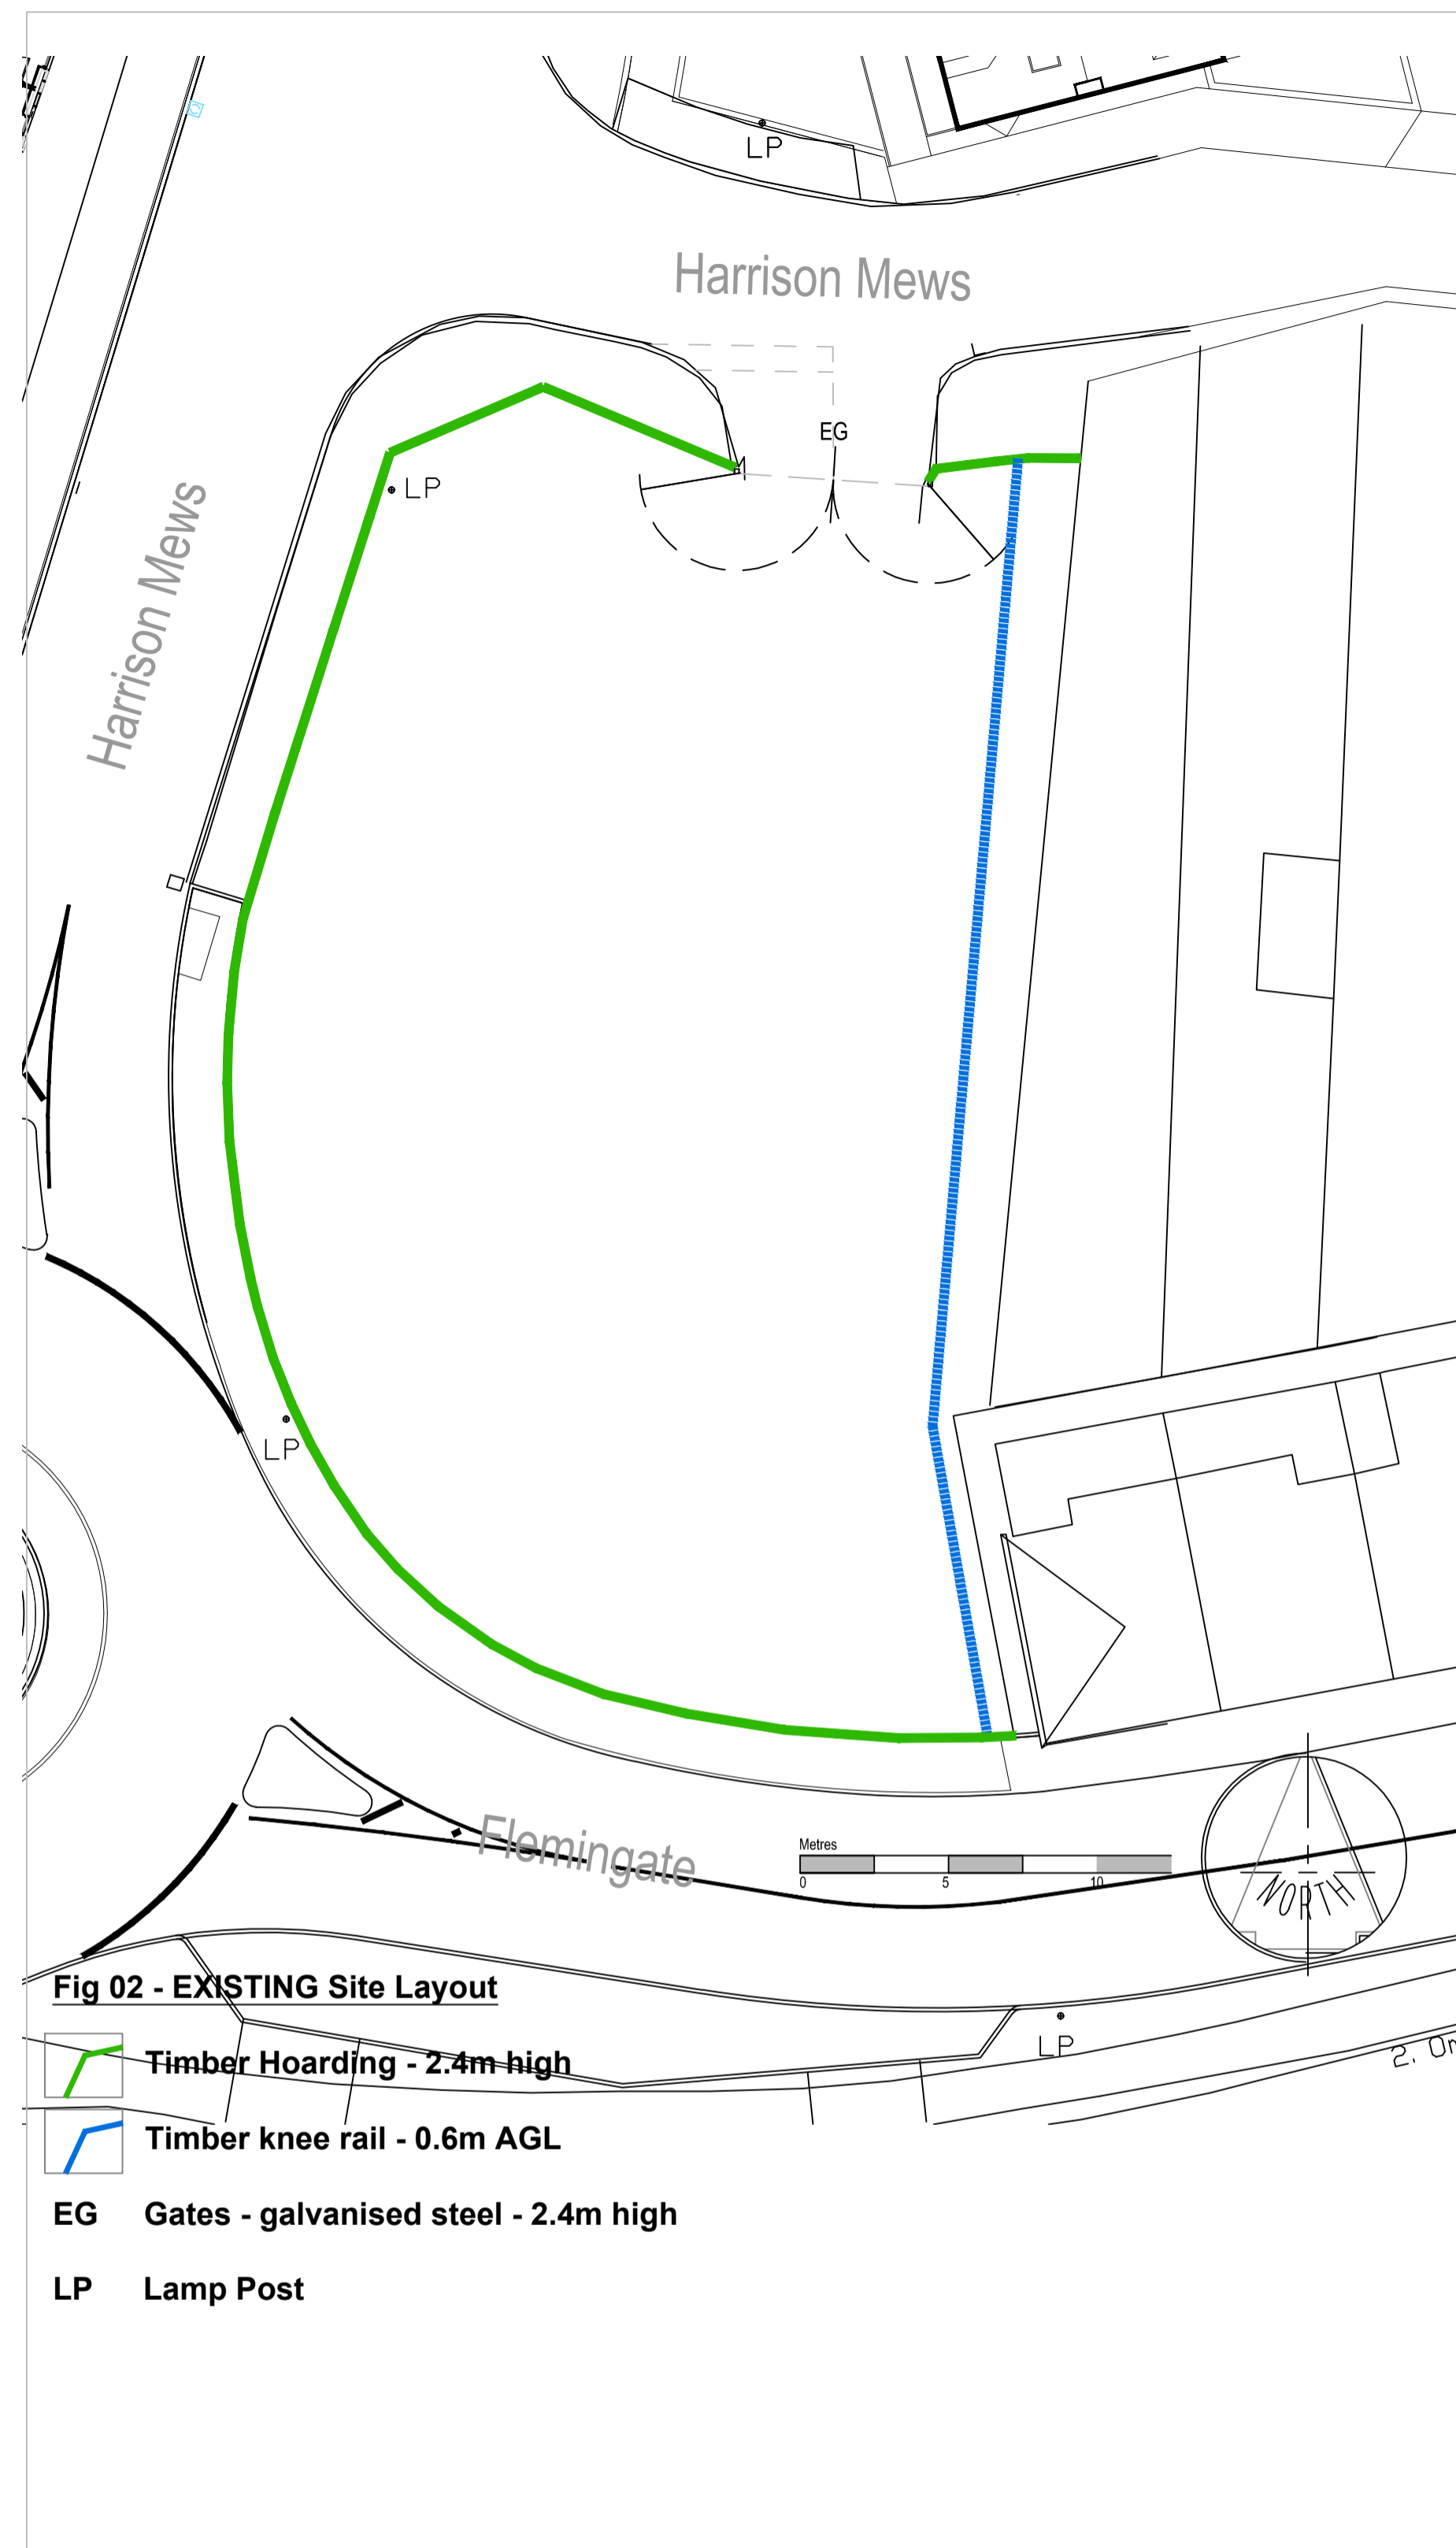 LP
Harrison Mews
EG
LP
Harrison Mews
LP
Flemingate
Metres
0 5 10
NORTH
Fig 02 - EXISTING Site Layout
LP
Timber Hoarding - 2.4m high
Timber knee rail - 0.6m AGL
EG Gates - galvanised steel - 2.4m high
LP Lamp Post